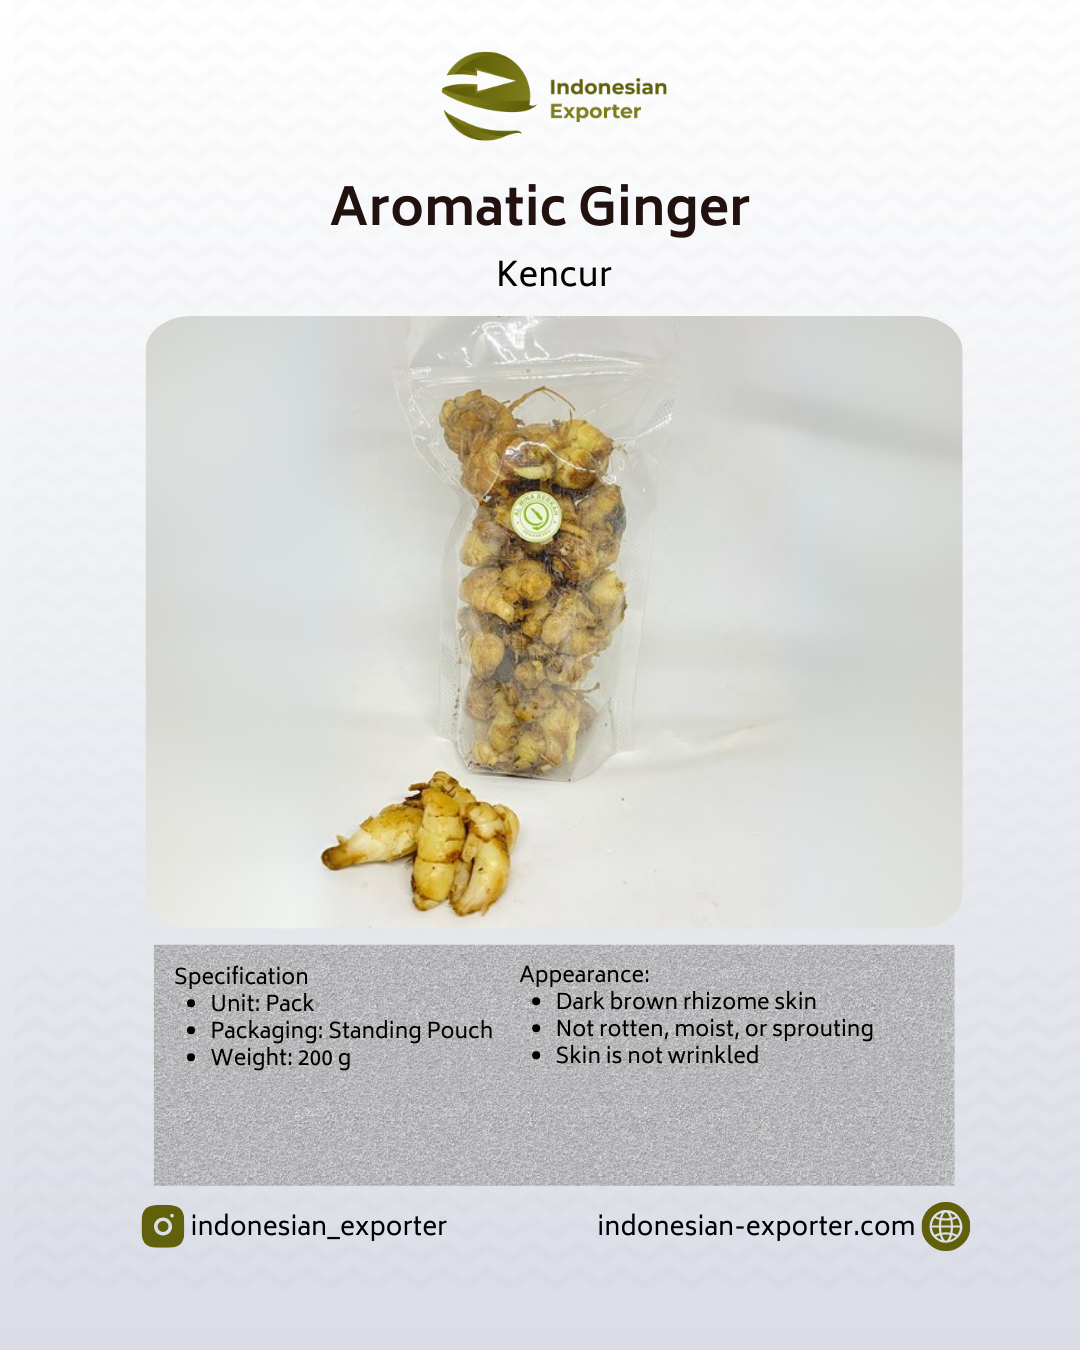 Indonesian
Exporter
Aromatic Ginger
Kencur
Specification
• Unit: Pack
• Packaging: Standing Pouch
• Weight: 200 g
Appearance:
• Dark brown rhizome skin
• Not rotten, moist, or sprouting
• Skin is not wrinkled
indonesian_exporter
indonesian-exporter.com